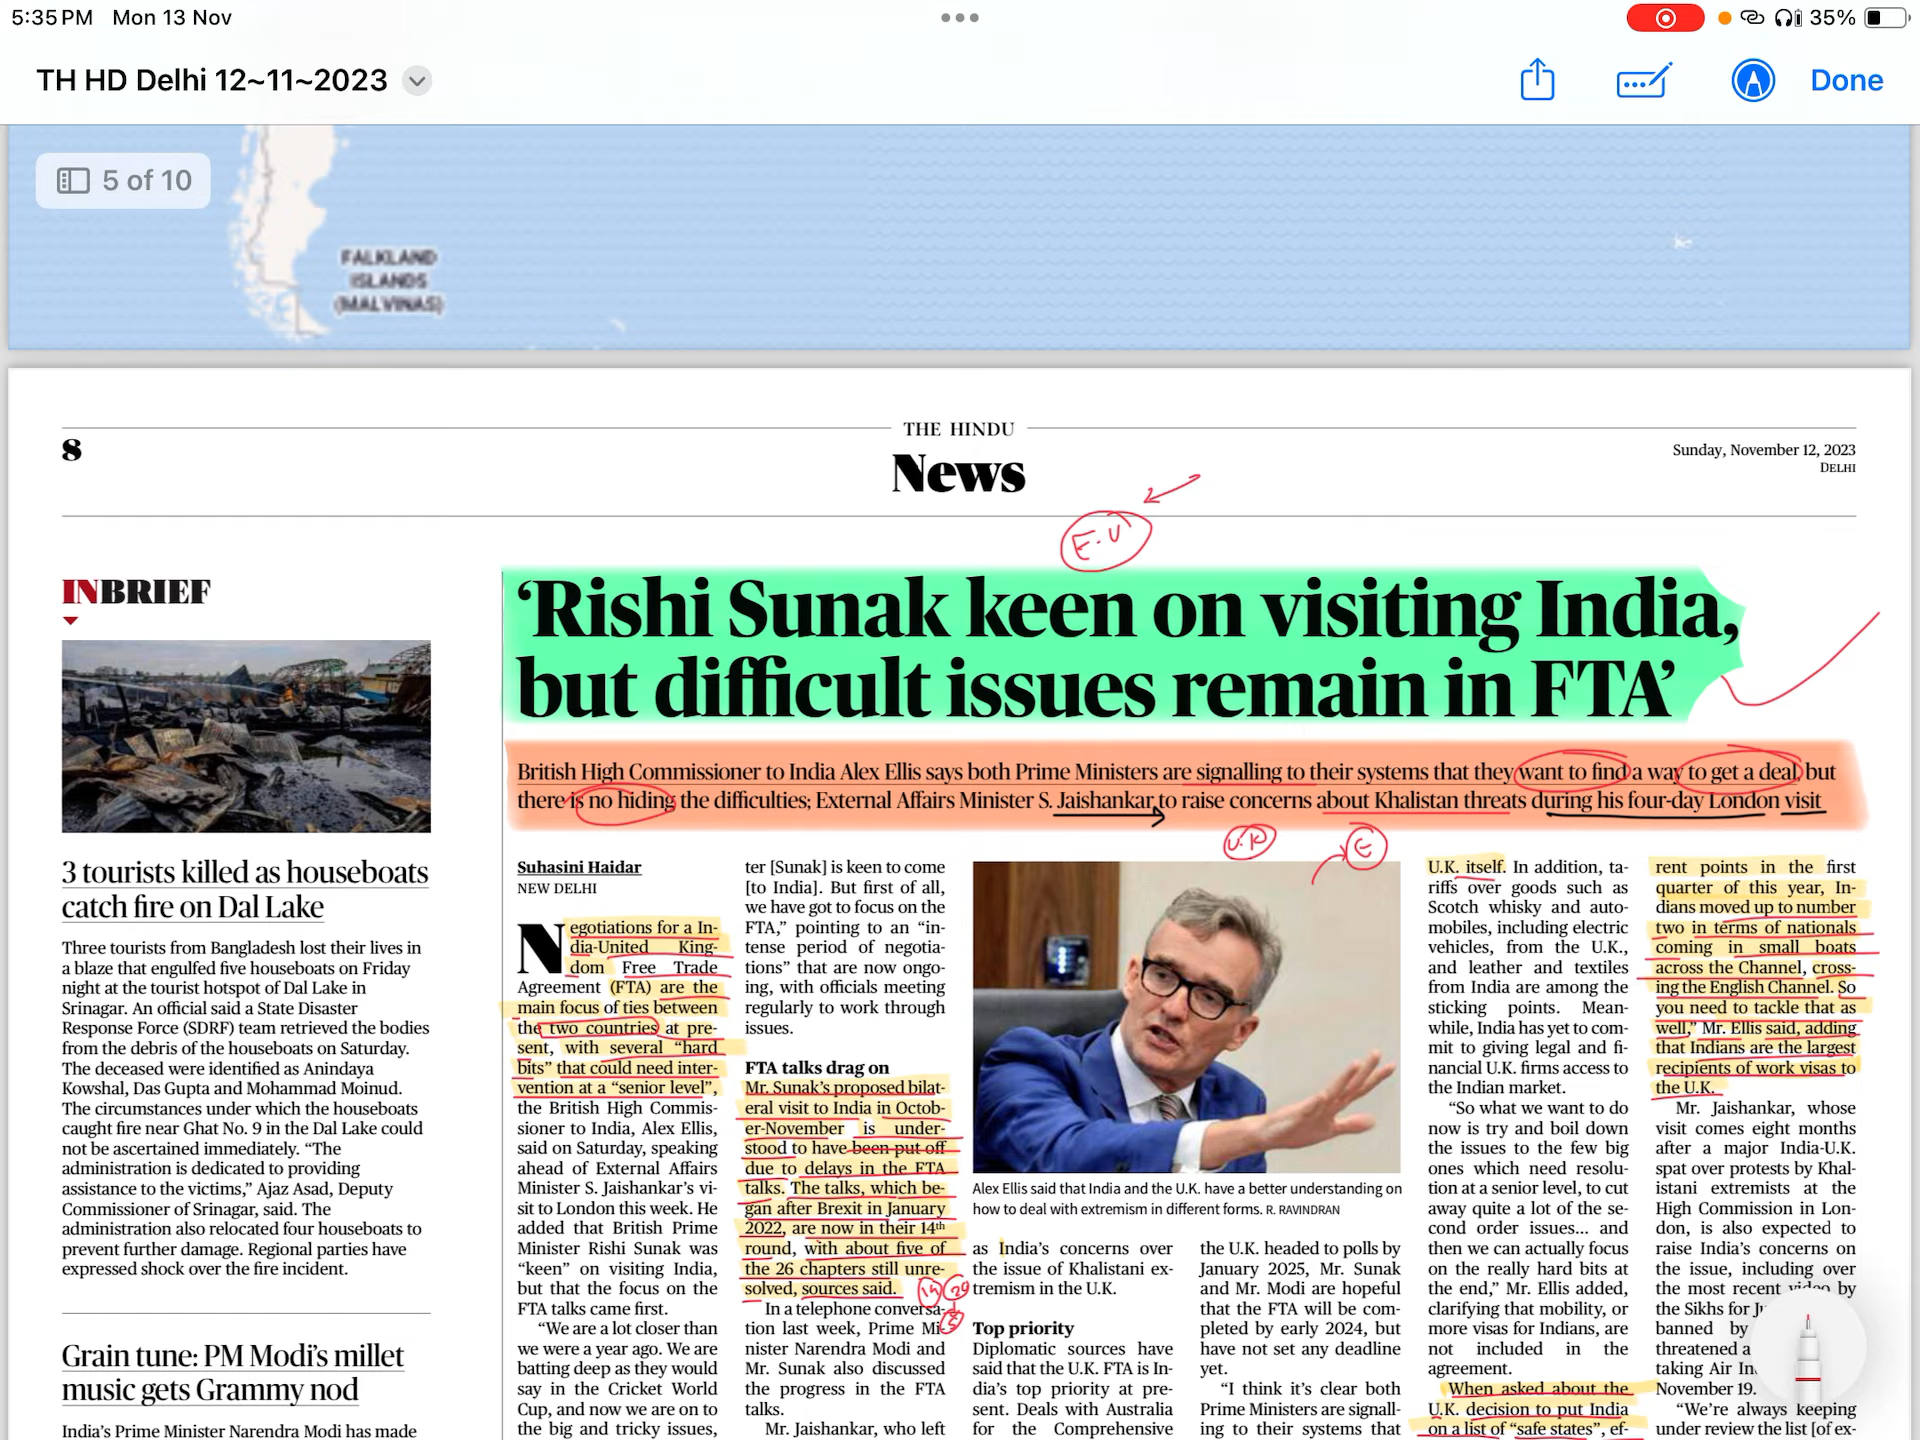 5:35 PM Mon 13 Nov
35%
TH HD Delhi 12~11~2023
Done
5 of 10
FALKLAND
ISLANDS
(MALVINAS)
8
THE HINDU
News
Sunday, November 12, 2023
DELHI
E.U
INBRIEF
3 tourists killed as houseboats
catch fire on Dal Lake
Three tourists from Bangladesh lost their lives in
a blaze that engulfed five houseboats on Friday
night at the tourist hotspot of Dal Lake in
Srinagar. An official said a State Disaster
Response Force (SDRF) team retrieved the bodies
from the debris of the houseboats on Saturday.
The deceased were identified as Anindaya
Kowshal, Das Gupta and Mohammad Moinud.
The circumstances under which the houseboats
caught fire near Ghat No. 9 in the Dal Lake could
not be ascertained immediately. “The
administration is dedicated to providing
assistance to the victims,” Ajaz Asad, Deputy
Commissioner of Srinagar, said. The
administration also relocated four houseboats to
prevent further damage. Regional parties have
expressed shock over the fire incident.
Grain tune: PM Modi’s millet
music gets Grammy nod
India’s Prime Minister Narendra Modi has made
‘Rishi Sunak keen on visiting India,
but difficult issues remain in FTA’
British High Commissioner to India Alex Ellis says both Prime Ministers are signalling to their systems that they want to find a way to get a deal, but
there is no hiding the difficulties; External Affairs Minister S. Jaishankar to raise concerns about Khalistan threats during his four-day London visit
U.K
E
Suhasini Haidar
NEW DELHI
Negotiations for a In-
dia-United King-
dom Free Trade
Agreement (FTA) are the
main focus of ties between
the two countries at pre-
sent, with several “hard
bits” that could need inter-
vention at a “senior level”,
the British High Commis-
sioner to India, Alex Ellis,
said on Saturday, speaking
ahead of External Affairs
Minister S. Jaishankar’s vi-
sit to London this week. He
added that British Prime
Minister Rishi Sunak was
“keen” on visiting India,
but that the focus on the
FTA talks came first.
“We are a lot closer than
we were a year ago. We are
batting deep as they would
say in the Cricket World
Cup, and now we are on to
the big and tricky issues,
ter [Sunak] is keen to come
[to India]. But first of all,
we have got to focus on the
FTA,” pointing to an “in-
tense period of negotia-
tions” that are now ongo-
ing, with officials meeting
regularly to work through
issues.
FTA talks drag on
Mr. Sunak’s proposed bilat-
eral visit to India in Octob-
er-November is under-
stood to have been put off
due to delays in the FTA
talks. The talks, which be-
gan after Brexit in January
2022, are now in their 14th
round, with about five of
the 26 chapters still unre-
solved, sources said.
14
5
In a telephone conversa-
tion last week, Prime Mi-
nister Narendra Modi and
Mr. Sunak also discussed
the progress in the FTA
talks.
Mr. Jaishankar, who left
Alex Ellis said that India and the U.K. have a better understanding on
how to deal with extremism in different forms. R. RAVINDRAN
as India’s concerns over
the issue of Khalistani ex-
tremism in the U.K.
Top priority
Diplomatic sources have
said that the U.K. FTA is In-
dia’s top priority at pre-
sent. Deals with Australia
for the Comprehensive
the U.K. headed to polls by
January 2025, Mr. Sunak
and Mr. Modi are hopeful
that the FTA will be com-
pleted by early 2024, but
have not set any deadline
yet.
“I think it’s clear both
Prime Ministers are signall-
ing to their systems that
U.K. itself. In addition, ta-
riffs over goods such as
Scotch whisky and auto-
mobiles, including electric
vehicles, from the U.K.,
and leather and textiles
from India are among the
sticking points. Mean-
while, India has yet to com-
mit to giving legal and fi-
nancial U.K. firms access to
the Indian market.
“So what we want to do
now is try and boil down
the issues to the few big
ones which need resolu-
tion at a senior level, to cut
away quite a lot of the se-
cond order issues... and
then we can actually focus
on the really hard bits at
the end,” Mr. Ellis added,
clarifying that mobility, or
more visas for Indians, are
not included in the
agreement.
When asked about the
U.K. decision to put India
on a list of “safe states”, ef-
rent points in the first
quarter of this year, In-
dians moved up to number
two in terms of nationals
coming in small boats
across the Channel, cross-
ing the English Channel. So
you need to tackle that as
well,” Mr. Ellis said, adding
that Indians are the largest
recipients of work visas to
the U.K.
Mr. Jaishankar, whose
visit comes eight months
after a major India-U.K.
spat over protests by Khal-
istani extremists at the
High Commission in Lon-
don, is also expected to
raise India’s concerns on
the issue, including over
the most recent video by
the Sikhs for
banned by
threatened a
taking Air
November 19.
“We’re always keeping
under review the list [of ex-